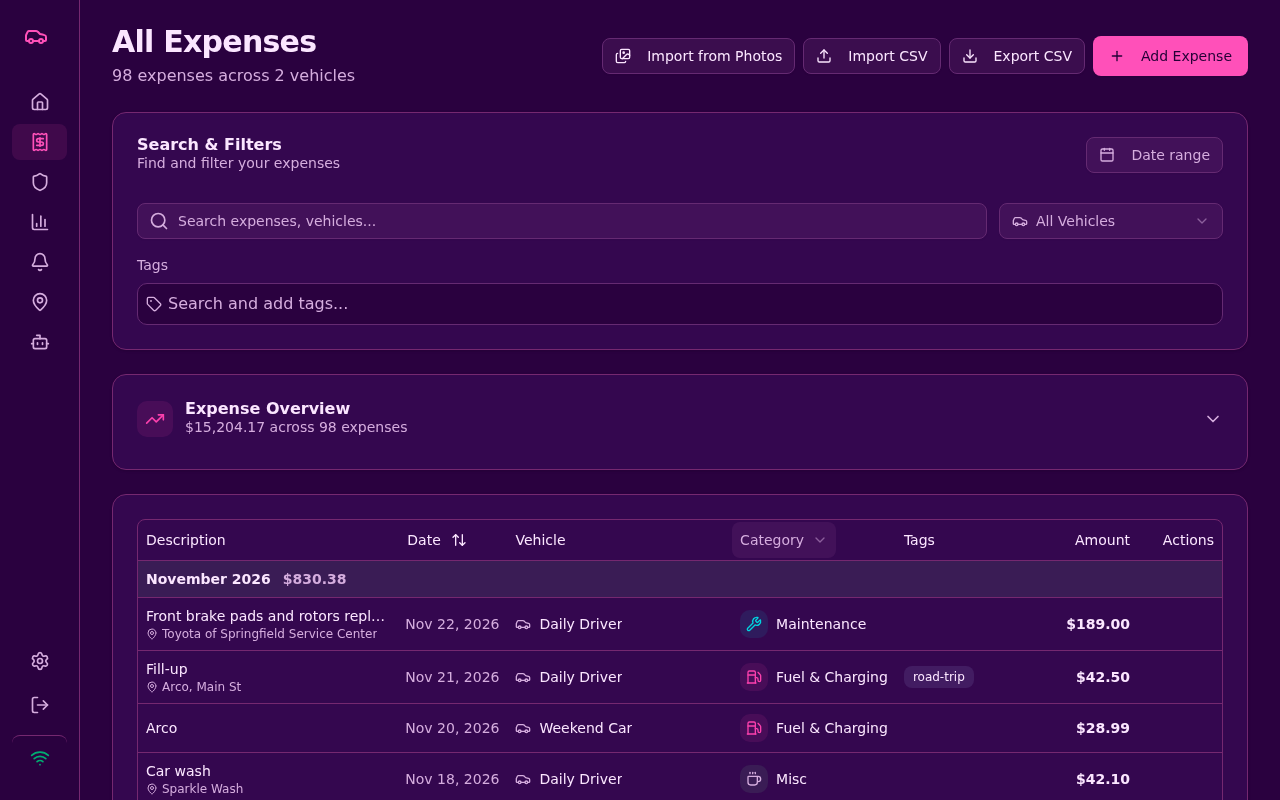 All Expenses
98 expenses across 2 vehicles
Import from Photos
Import CSV
Export CSV
Add Expense
Search & Filters
Find and filter your expenses
Date range
Search expenses, vehicles...
All Vehicles
Tags
Search and add tags...
Expense Overview
$15,204.17 across 98 expenses
Description Date Vehicle Category Tags Amount Actions
November 2026 $830.38
Front brake pads and rotors repl...
Toyota of Springfield Service Center
Nov 22, 2026 Daily Driver Maintenance $189.00
Fill-up
Arco, Main St
Nov 21, 2026 Daily Driver Fuel & Charging road-trip $42.50
Arco Nov 20, 2026 Weekend Car Fuel & Charging $28.99
Car wash
Sparkle Wash
Nov 18, 2026 Daily Driver Misc $42.10